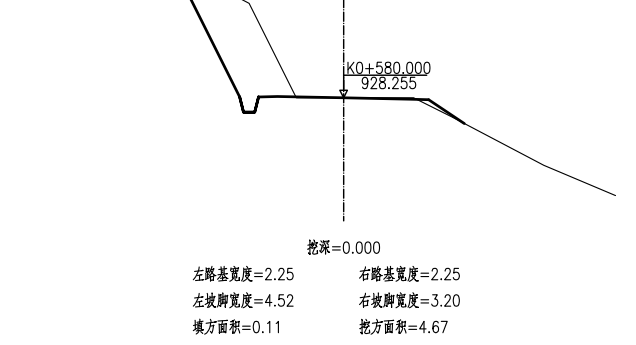 K0+580.000
928.255
挖深=0.000
左路基宽度=2.25 右路基宽度=2.25
左坡脚宽度=4.52 右坡脚宽度=3.20
填方面积=0.11 挖方面积=4.67